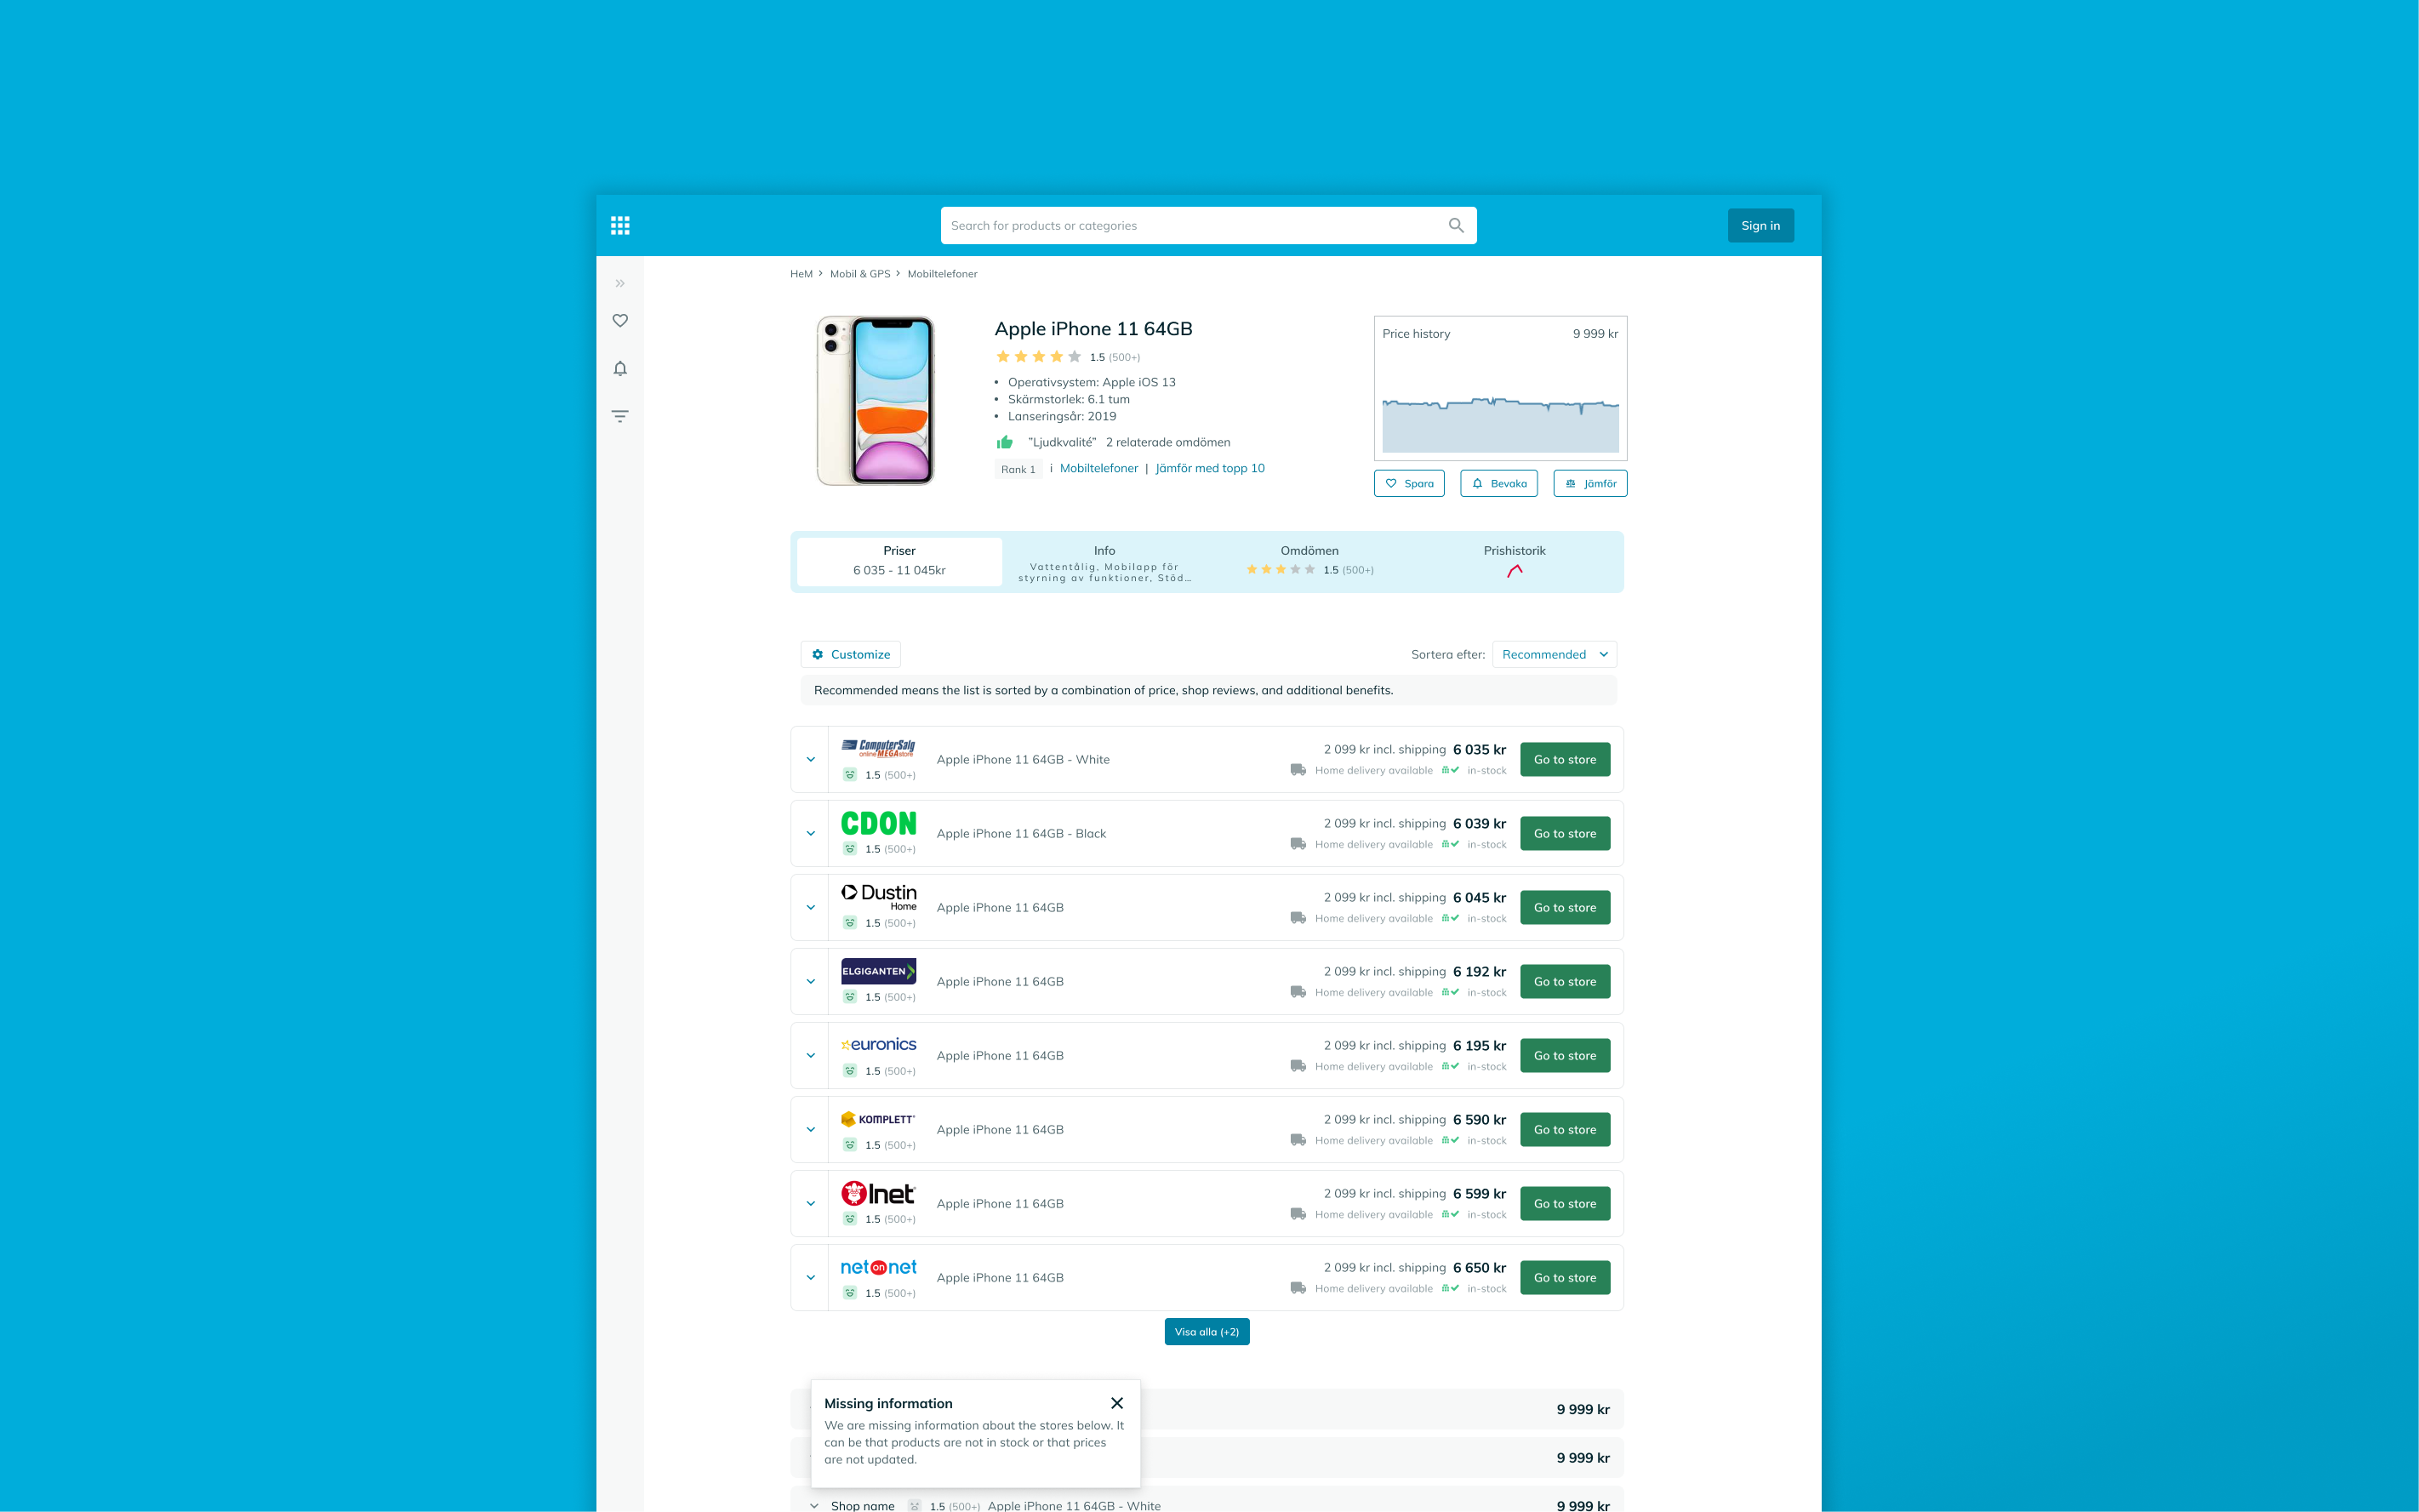 Search for products or categories
Sign in
HeM > Mobil & GPS > Mobiltelefoner
Apple iPhone 11 64GB
1.5 (500+)
• Operativsystem: Apple iOS 13
• Skärmstorlek: 6.1 tum
• Lanseringsår: 2019
”Ljudkvalité” 2 relaterade omdömen
Rank 1 i Mobiltelefoner | Jämför med topp 10
Price history 9 999 kr
Spara Bevaka Jämför
Priser
6 035 - 11 045kr
Info
Vattentålig, Mobilapp för
styrning av funktioner, Stöd...
Omdömen
1.5 (500+)
Prishistorik
Customize
Sortera efter: Recommended
Recommended means the list is sorted by a combination of price, shop reviews, and additional benefits.
ComputerSalg
online MEGAstore
1.5 (500+)
Apple iPhone 11 64GB - White
2 099 kr incl. shipping 6 035 kr
Home delivery available in-stock
Go to store
CDON
1.5 (500+)
Apple iPhone 11 64GB - Black
2 099 kr incl. shipping 6 039 kr
Home delivery available in-stock
Go to store
Dustin
Home
1.5 (500+)
Apple iPhone 11 64GB
2 099 kr incl. shipping 6 045 kr
Home delivery available in-stock
Go to store
ELGIGANTEN
1.5 (500+)
Apple iPhone 11 64GB
2 099 kr incl. shipping 6 192 kr
Home delivery available in-stock
Go to store
euronics
1.5 (500+)
Apple iPhone 11 64GB
2 099 kr incl. shipping 6 195 kr
Home delivery available in-stock
Go to store
KOMPLETT
1.5 (500+)
Apple iPhone 11 64GB
2 099 kr incl. shipping 6 590 kr
Home delivery available in-stock
Go to store
Inet
1.5 (500+)
Apple iPhone 11 64GB
2 099 kr incl. shipping 6 599 kr
Home delivery available in-stock
Go to store
net on net
1.5 (500+)
Apple iPhone 11 64GB
2 099 kr incl. shipping 6 650 kr
Home delivery available in-stock
Go to store
Visa alla (+2)
Missing information
We are missing information about the stores below. It
can be that products are not in stock or that prices
are not updated.
9 999 kr
9 999 kr
Shop name 1.5 (500+) Apple iPhone 11 64GB - White 9 999 kr